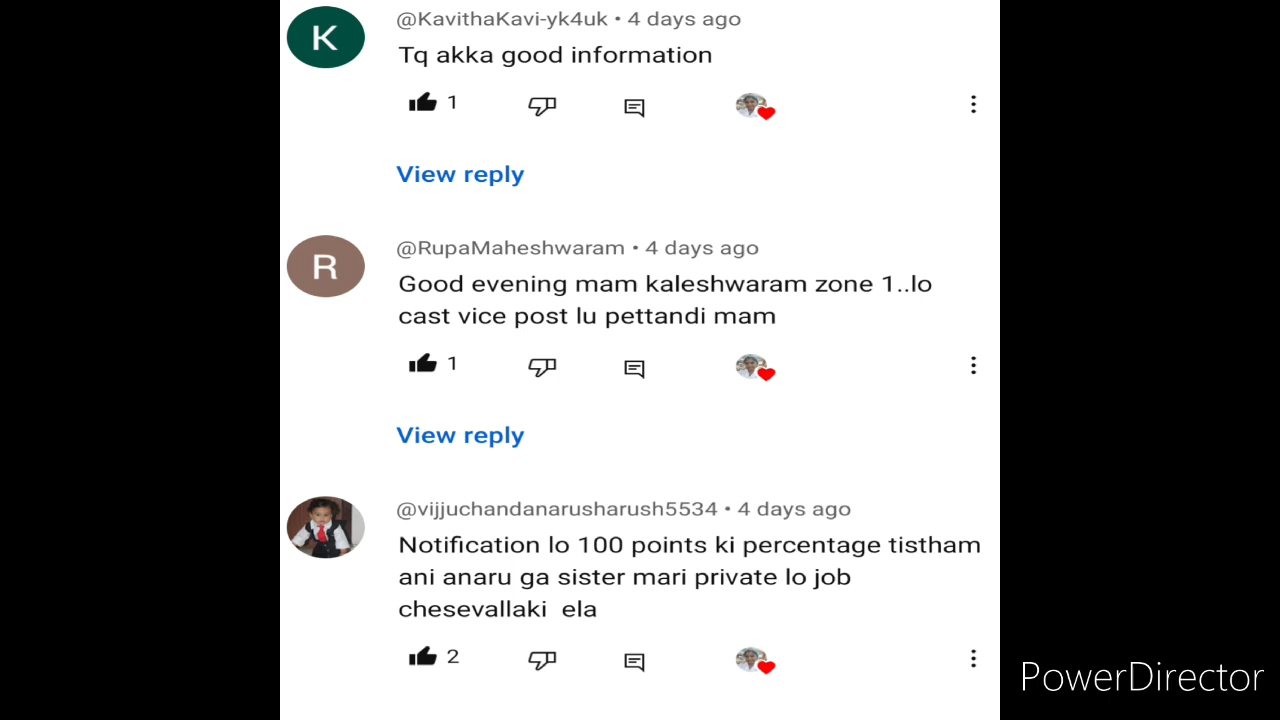 K
@KavithaKavi-yk4uk • 4 days ago
Tq akka good information
1
View reply
R
@RupaMaheshwaram • 4 days ago
Good evening mam kaleshwaram zone 1..lo
cast vice post lu pettandi mam
1
View reply
@vijjuchandanarusharush5534 • 4 days ago
Notification lo 100 points ki percentage tistham
ani anaru ga sister mari private lo job
chesevallaki  ela
2
PowerDirector